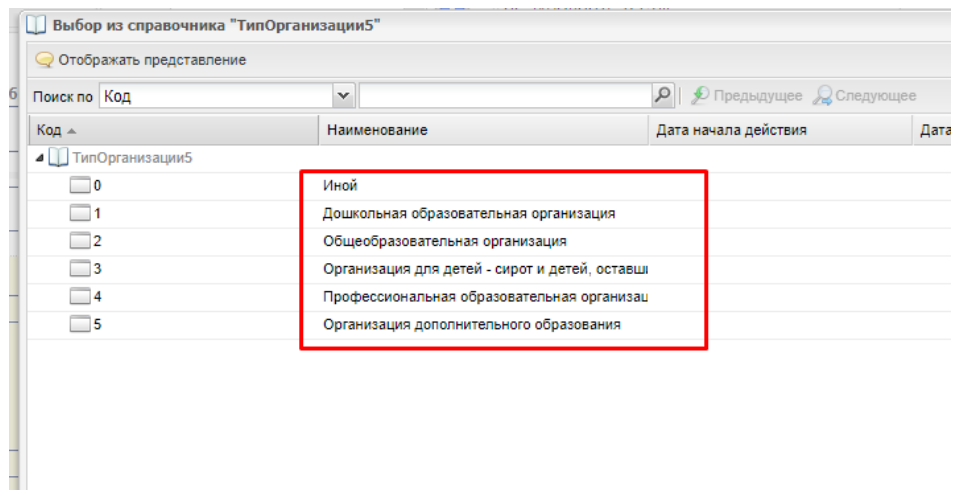 Выбор из справочника "ТипОрганизации5"
Отображать представление
Поиск по Код Предыдущее Следующее
Код Наименование Дата начала действия Дата
ТипОрганизации5
0 Иной
1 Дошкольная образовательная организация
2 Общеобразовательная организация
3 Организация для детей - сирот и детей, оставш
4 Профессиональная образовательная организац
5 Организация дополнительного образования